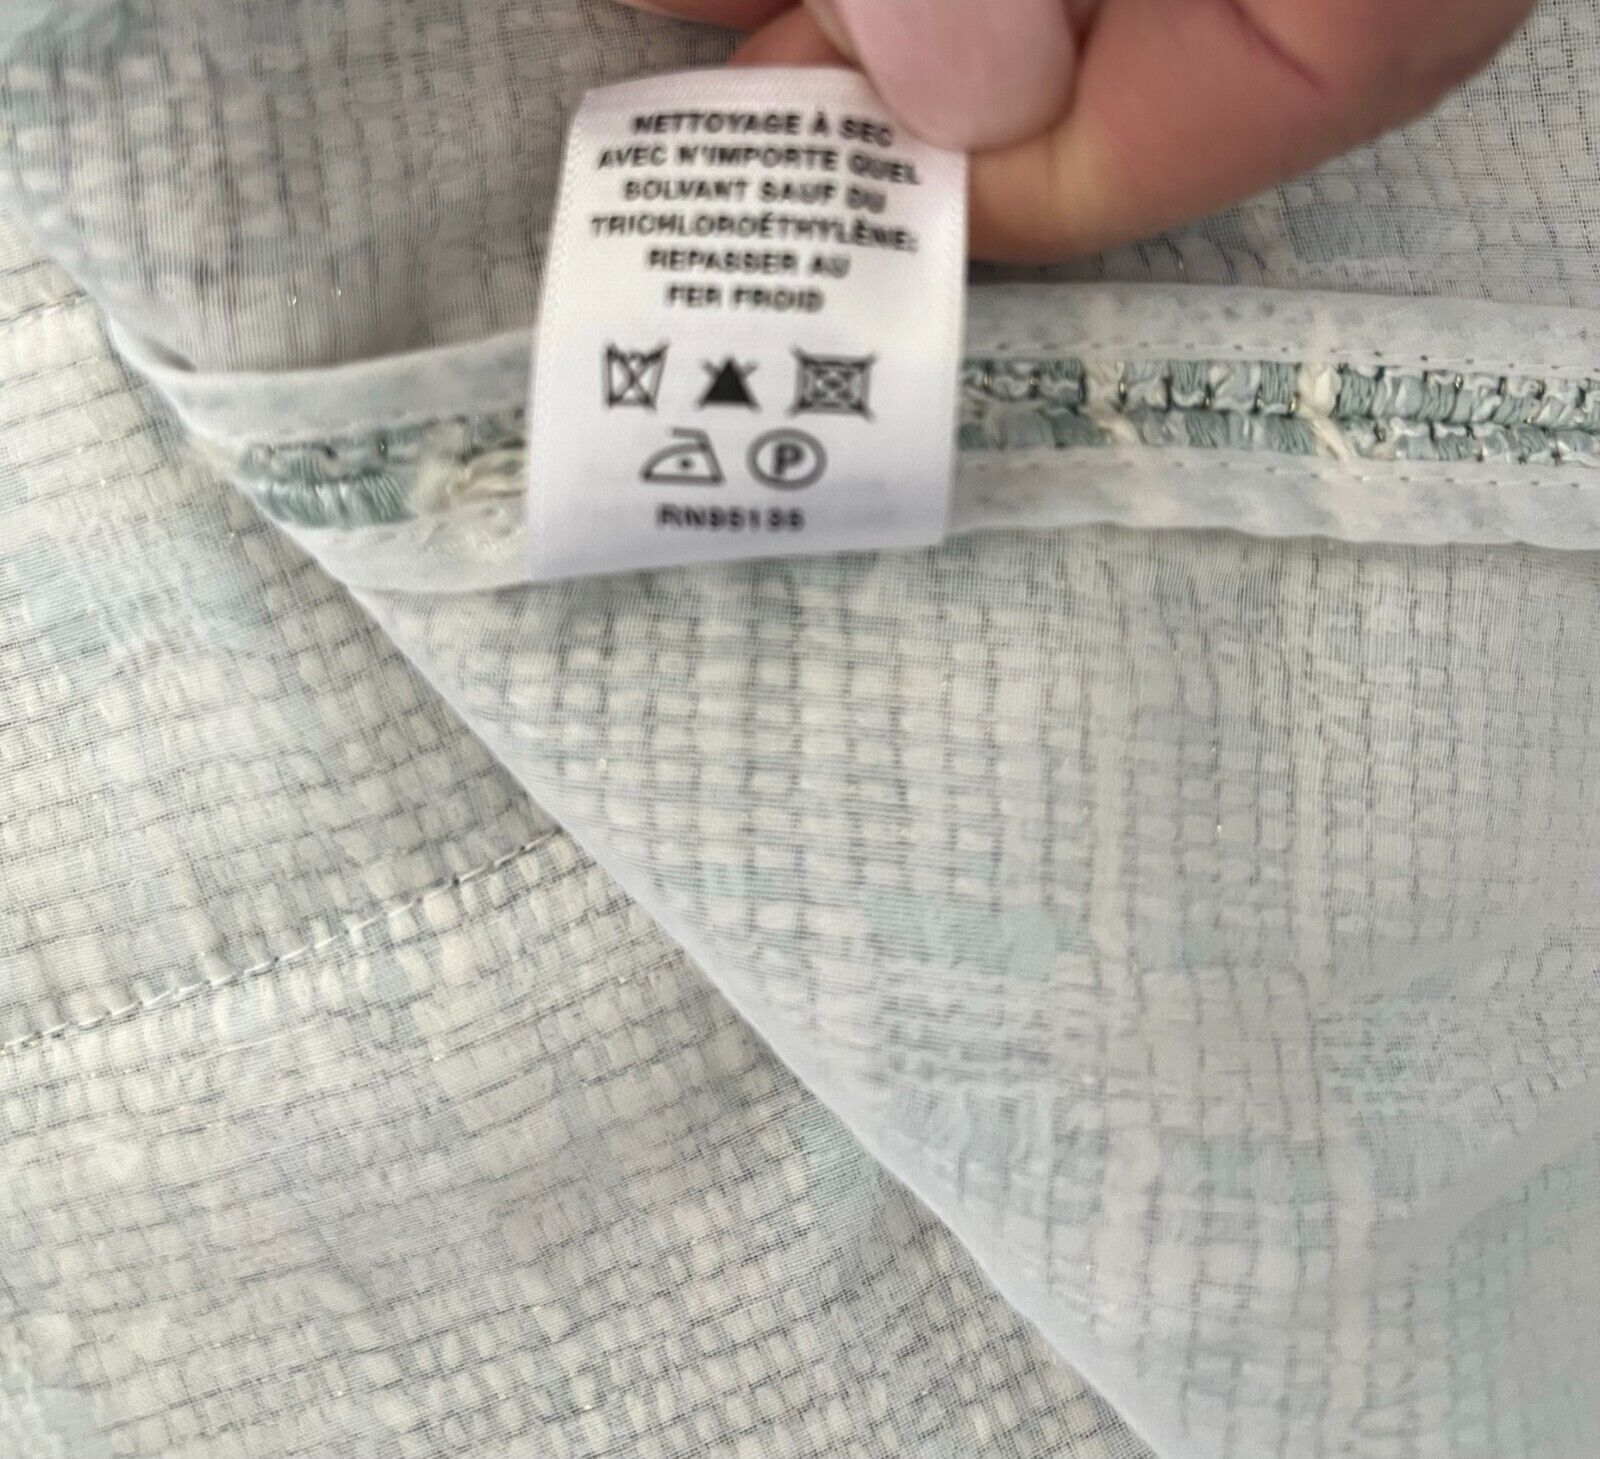 NETTOYAGE À SEC
AVEC N'IMPORTE QUEL
SOLVANT SAUF DU
TRICHLOROÉTHYLÈNE;
REPASSER AU
FER FROID
P